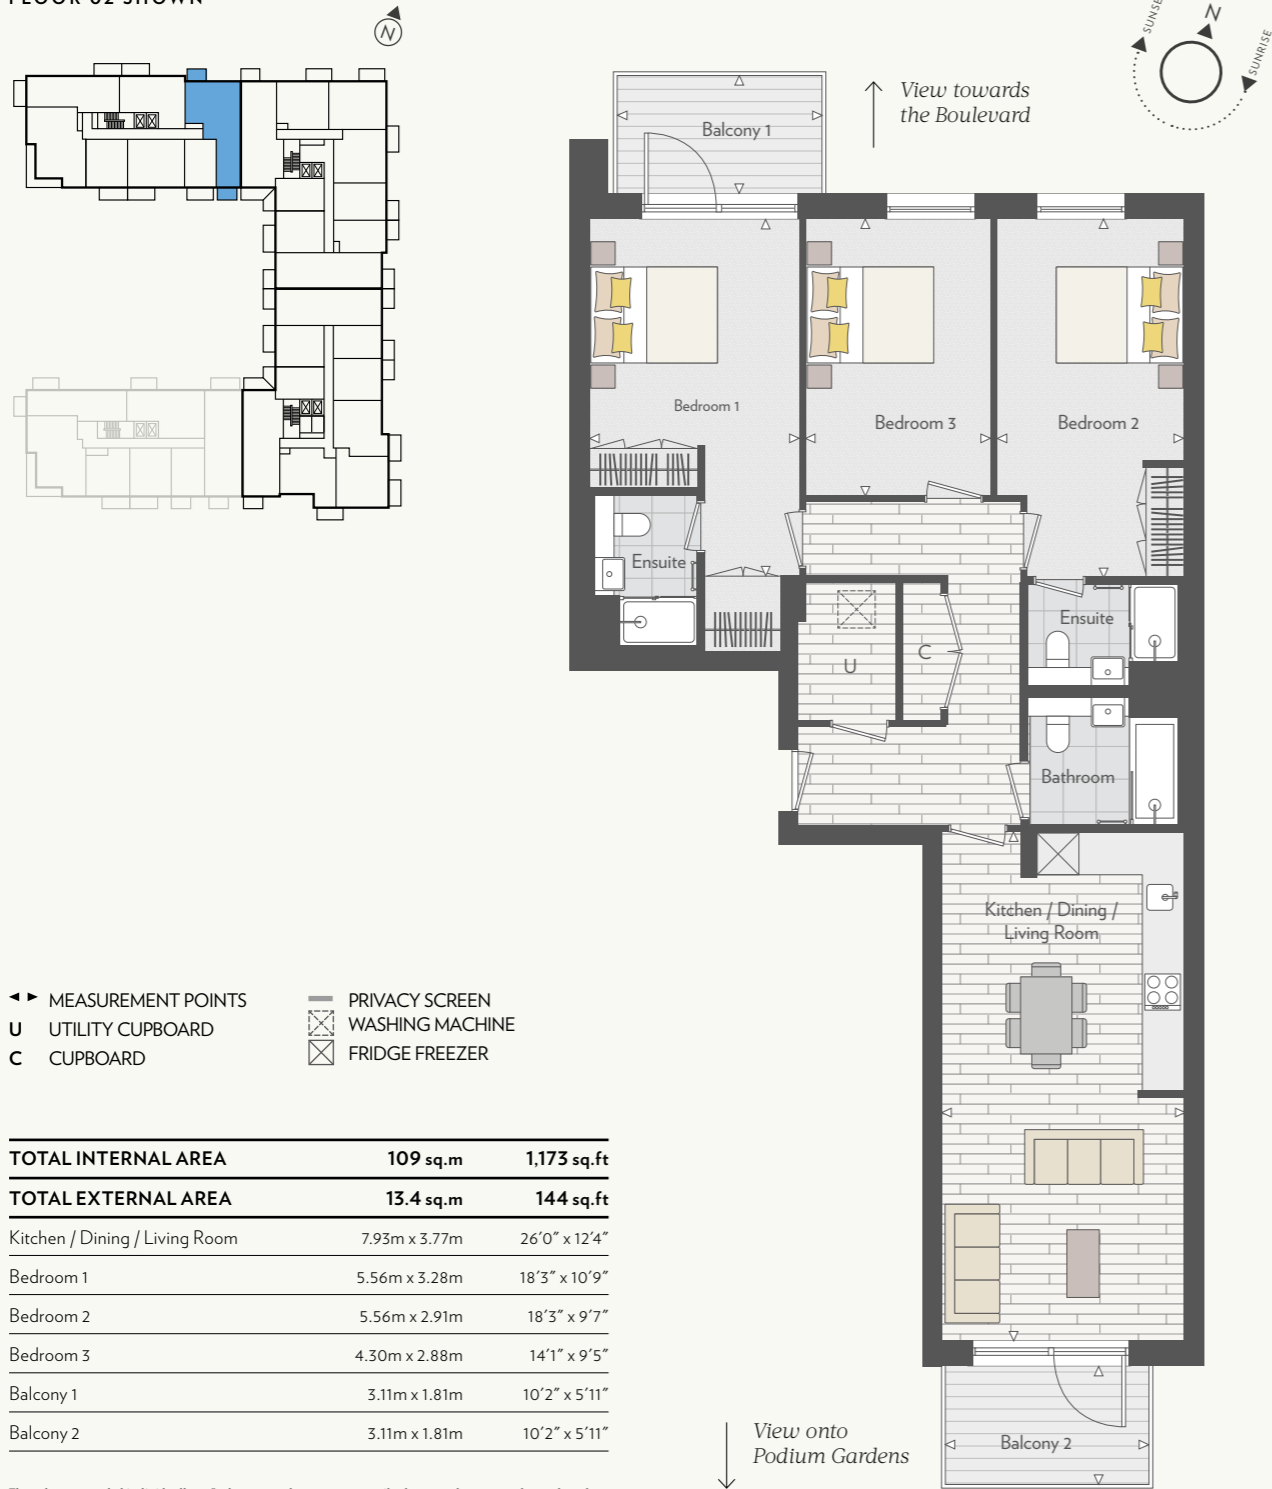 FLOOR 02 SHOWN
N
N
SUNRISE
View towards
the Boulevard
Balcony 1
Bedroom 1
Bedroom 3
Bedroom 2
Ensuite
Ensuite
U
C
Bathroom
Kitchen / Dining /
Living Room
MEASUREMENT POINTS
U UTILITY CUPBOARD
C CUPBOARD
PRIVACY SCREEN
WASHING MACHINE
FRIDGE FREEZER
TOTAL INTERNAL AREA 109 sq.m 1,173 sq.ft
TOTAL EXTERNAL AREA 13.4 sq.m 144 sq.ft
Kitchen / Dining / Living Room 7.93m x 3.77m 26′0″ x 12′4″
Bedroom 1 5.56m x 3.28m 18′3″ x 10′9″
Bedroom 2 5.56m x 2.91m 18′3″ x 9′7″
Bedroom 3 4.30m x 2.88m 14′1″ x 9′5″
Balcony 1 3.11m x 1.81m 10′2″ x 5′11″
Balcony 2 3.11m x 1.81m 10′2″ x 5′11″
View onto
Podium Gardens
Balcony 2